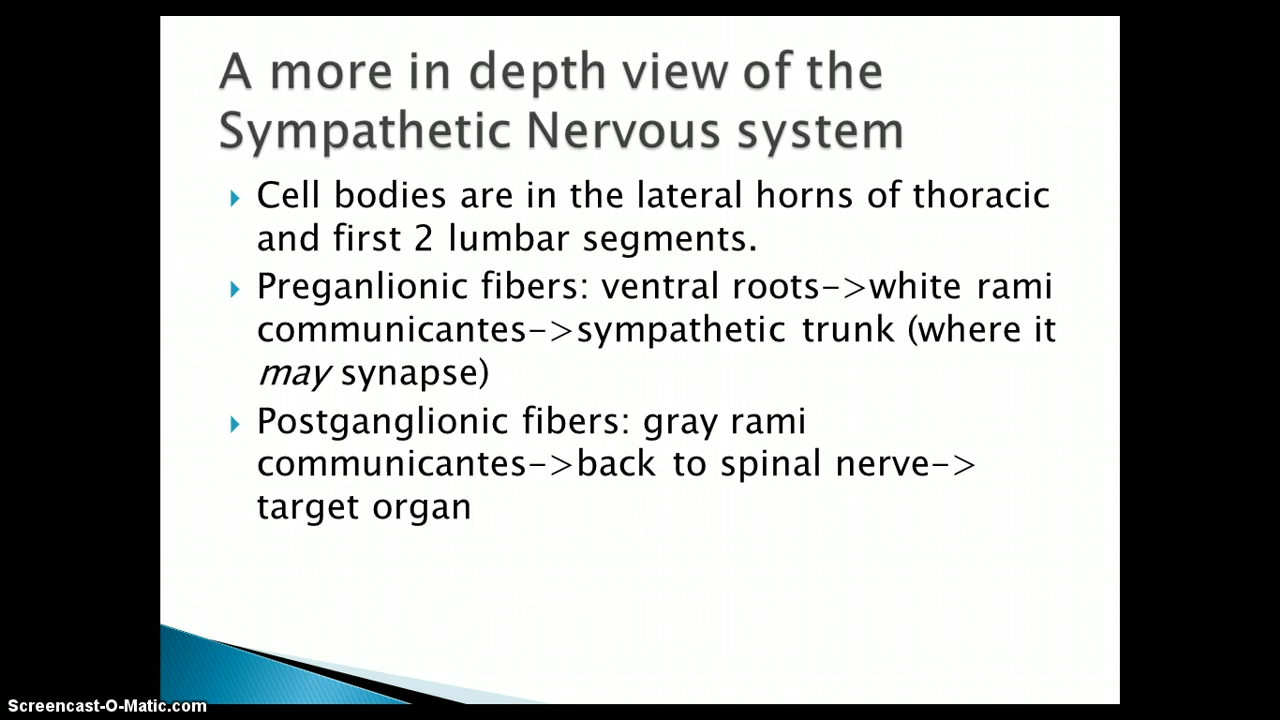 A more in depth view of the
Sympathetic Nervous system
Cell bodies are in the lateral horns of thoracic
and first 2 lumbar segments.
Preganlionic fibers: ventral roots->white rami
communicantes->sympathetic trunk (where it
may synapse)
Postganglionic fibers: gray rami
communicantes->back to spinal nerve->
target organ
Screencast-O-Matic.com